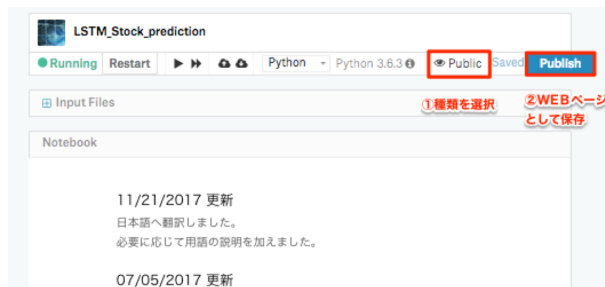 LSTM_Stock_prediction
Running Restart Python Python 3.6.3 Public Saved Publish
Input Files
①種類を選択
②WEBページ
として保存
Notebook
11/21/2017 更新
日本語へ翻訳しました。
必要に応じて用語の説明を加えました。
07/05/2017 更新